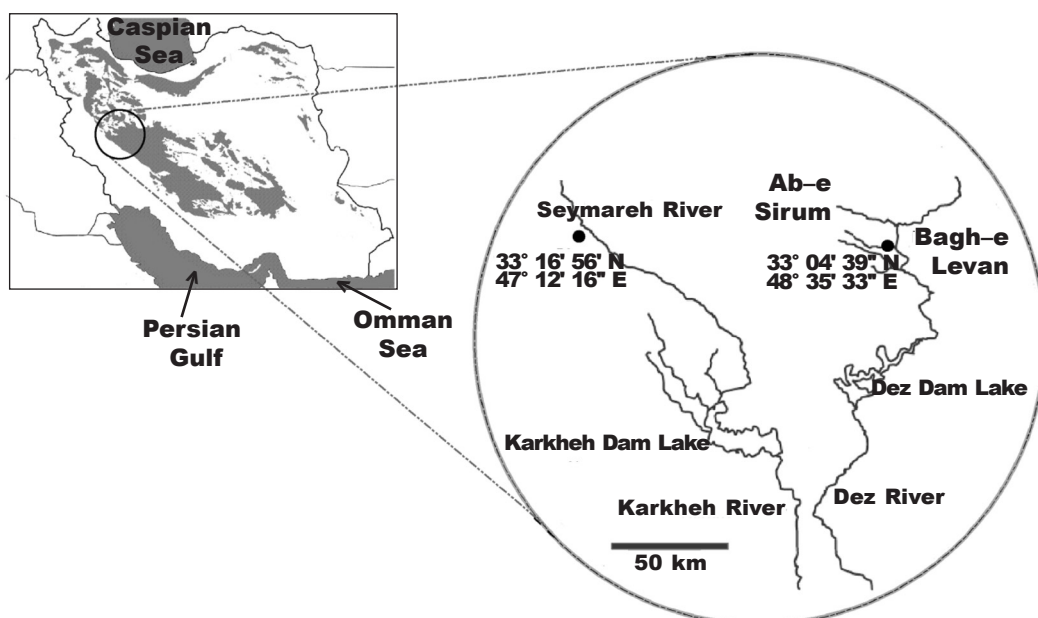 Caspian
Sea
Persian
Gulf
Omman
Sea
Seymareh River
33° 16' 56' N
47° 12' 16" E
Ab–e
Sirum
Bagh–e
Levan
33° 04' 39" N
48° 35' 33" E
Dez Dam Lake
Karkheh Dam Lake
Karkheh River
Dez River
50 km